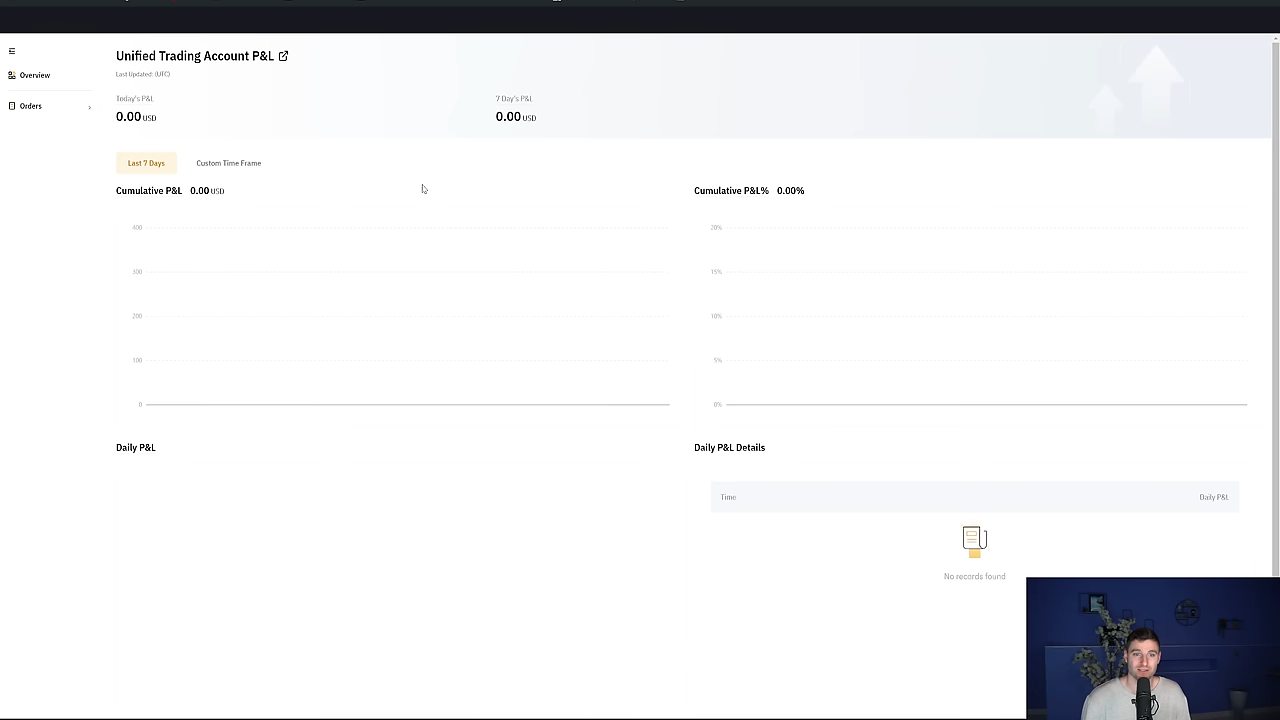 Unified Trading Account P&L
Last Updated: (UTC)
Overview
Orders
Today's P&L
7 Day's P&L
0.00 USD
0.00 USD
Last 7 Days
Custom Time Frame
Cumulative P&L 0.00 USD
400
300
200
100
0
Cumulative P&L% 0.00%
20%
15%
10%
5%
0%
Daily P&L
Daily P&L Details
Time
Daily P&L
No records found